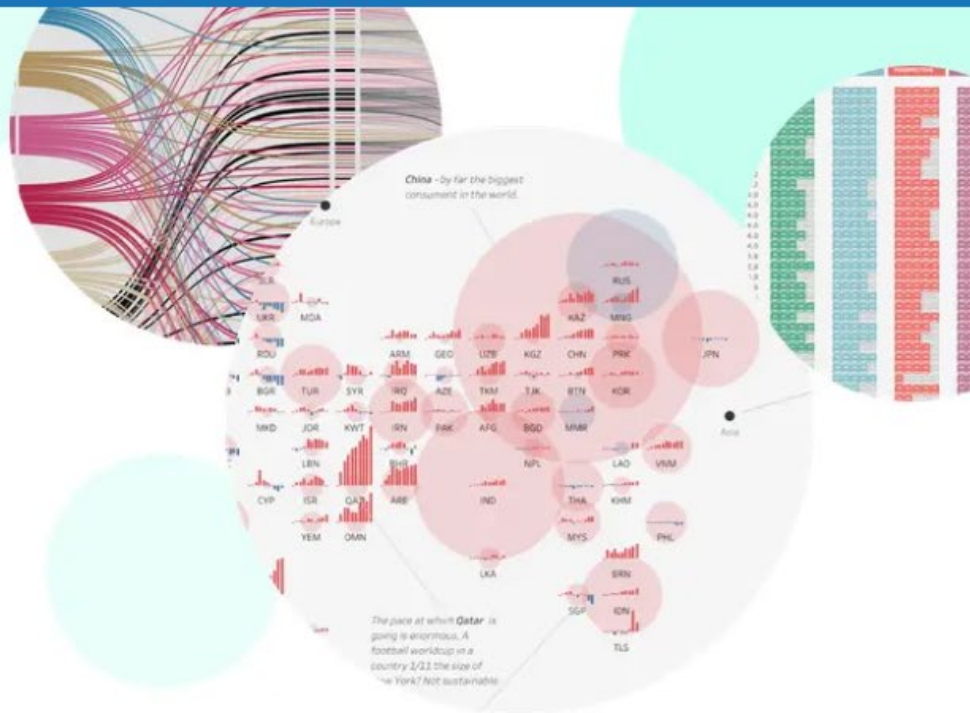 China - by far the biggest
consument in the world.
Europe
RUS
UKR MDA KAZ MNG
ROU ARM GEO UZB KGZ CHN PRK JPN
BGR TUR SYR IRQ AZE TKM TJK BTN KOR
MKD JOR KWT IRN PAK AFG BGD MMR
Asia
LBN BHR NPL LAO VNM
CYP ISR QAT ARE IND THA KHM
YEM OMN MYS PHL
LKA BRN
SGP IDN
TLS
The pace at which Qatar is
going is enormous. A
football worldcup in a
country 1/11 the size of
New York? Not sustainable